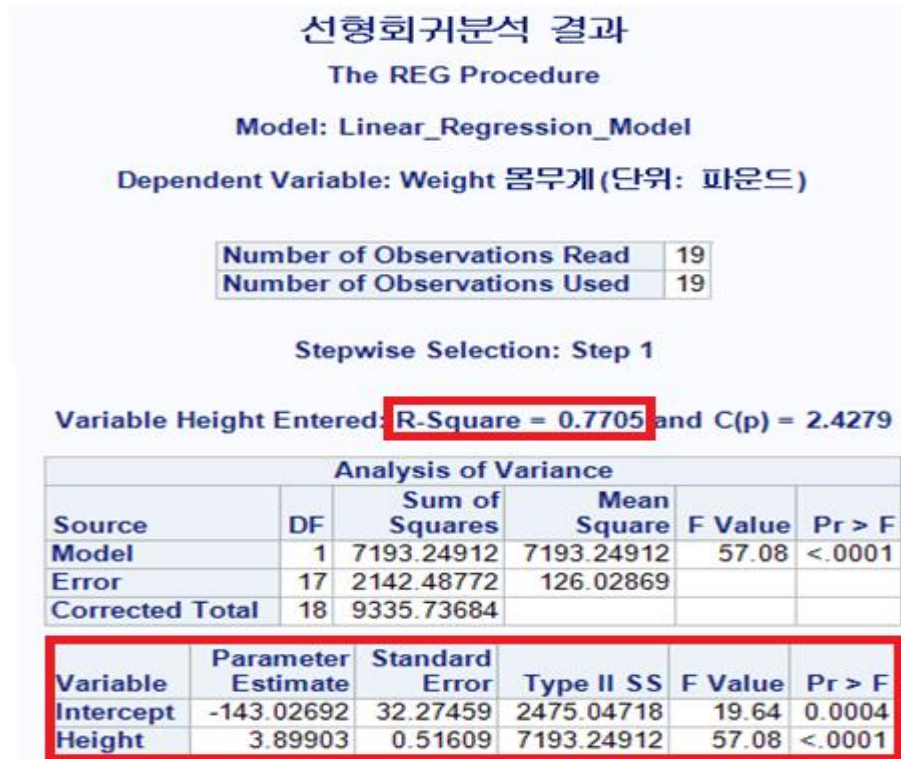 선형회귀분석 결과
The REG Procedure
Model: Linear_Regression_Model
Dependent Variable: Weight 몸무게(단위: 파운드)
Number of Observations Read 19
Number of Observations Used 19
Stepwise Selection: Step 1
Variable Height Entered: R-Square = 0.7705 and C(p) = 2.4279
Analysis of Variance
Source DF Sum of Squares Mean Square F Value Pr > F
Model 1 7193.24912 7193.24912 57.08 <.0001
Error 17 2142.48772 126.02869
Corrected Total 18 9335.73684
Variable Parameter Estimate Standard Error Type II SS F Value Pr > F
Intercept -143.02692 32.27459 2475.04718 19.64 0.0004
Height 3.89903 0.51609 7193.24912 57.08 <.0001